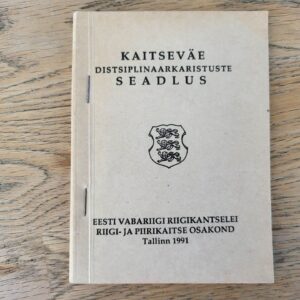 KAITSEVÄE
DISTSIPLINAARKARISTUSTE
SEADLUS
EESTI VABARIIGI RIIGIKANTSELEI
RIIGI- JA PIIRIKAITSE OSAKOND
Tallinn 1991